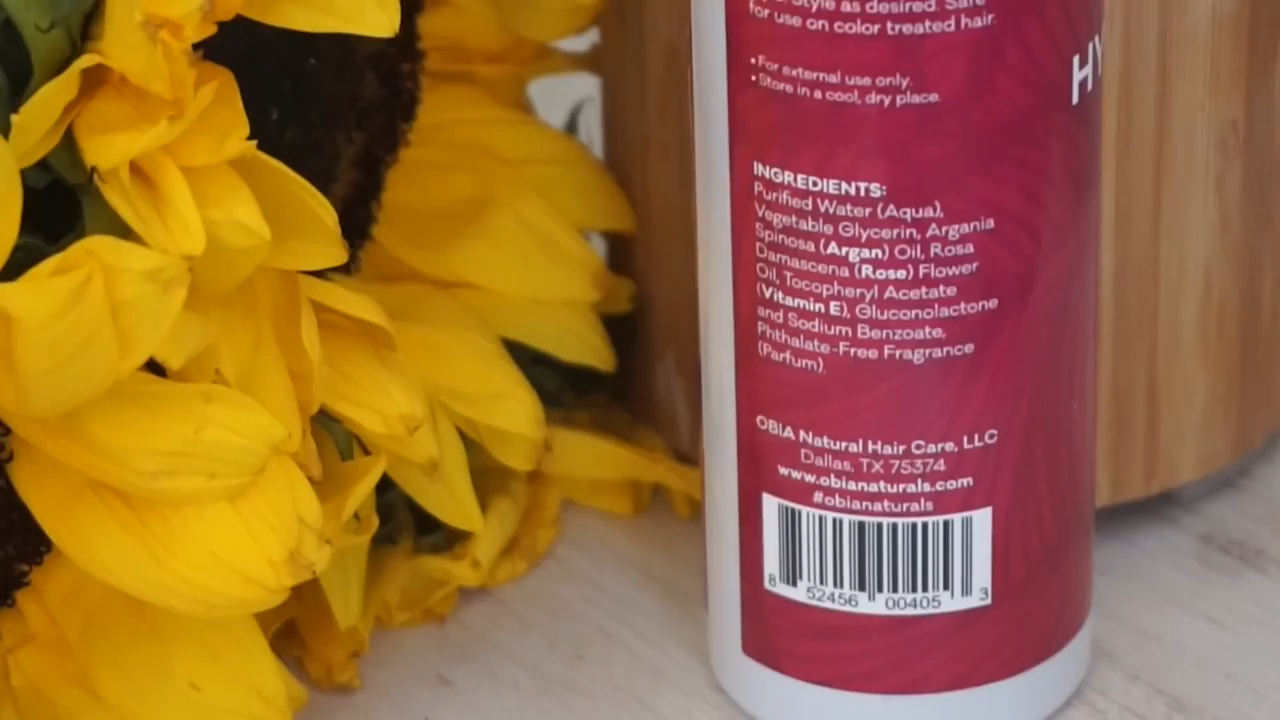 Style as desired. Safe
for use on color treated hair.
• For external use only.
• Store in a cool, dry place.
HY
INGREDIENTS:
Purified Water (Aqua),
Vegetable Glycerin, Argania
Spinosa (Argan) Oil, Rosa
Damascena (Rose) Flower
Oil, Tocopheryl Acetate
(Vitamin E), Gluconolactone
and Sodium Benzoate,
Phthalate-Free Fragrance
(Parfum).
OBIA Natural Hair Care, LLC
Dallas, TX 75374
www.obianaturals.com
#obianaturals
8 52456 00405 3